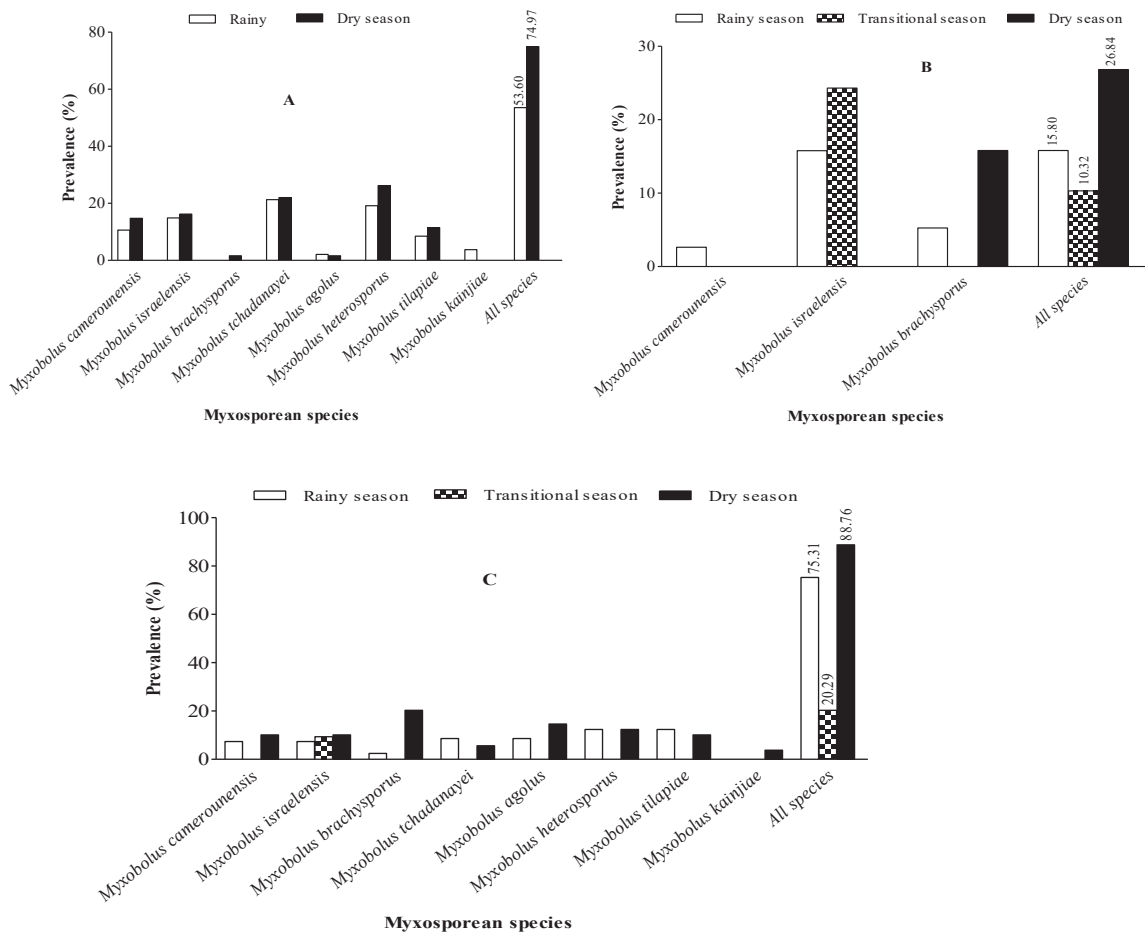 Rainy Dry season
80
60
40
20
0
Prevalence (%)
A
53.60
74.97
Myxobolus camerounensis
Myxobolus israelensis
Myxobolus brachysporus
Myxobolus tchadanayei
Myxobolus agolus
Myxobolus heterosporus
Myxobolus tilapiae
Myxobolus kainjiae
All species
Myxosporean species
Rainy season Transitional season Dry season
30
20
10
0
Prevalence (%)
B
15.80
10.32
26.84
Myxobolus camerounensis
Myxobolus israelensis
Myxobolus brachysporus
All species
Myxosporean species
Rainy season Transitional season Dry season
100
80
60
40
20
0
Prevalence (%)
C
75.31
20.29
88.76
Myxobolus camerounensis
Myxobolus israelensis
Myxobolus brachysporus
Myxobolus tchadanayei
Myxobolus agolus
Myxobolus heterosporus
Myxobolus tilapiae
Myxobolus kainjiae
All species
Myxosporean species